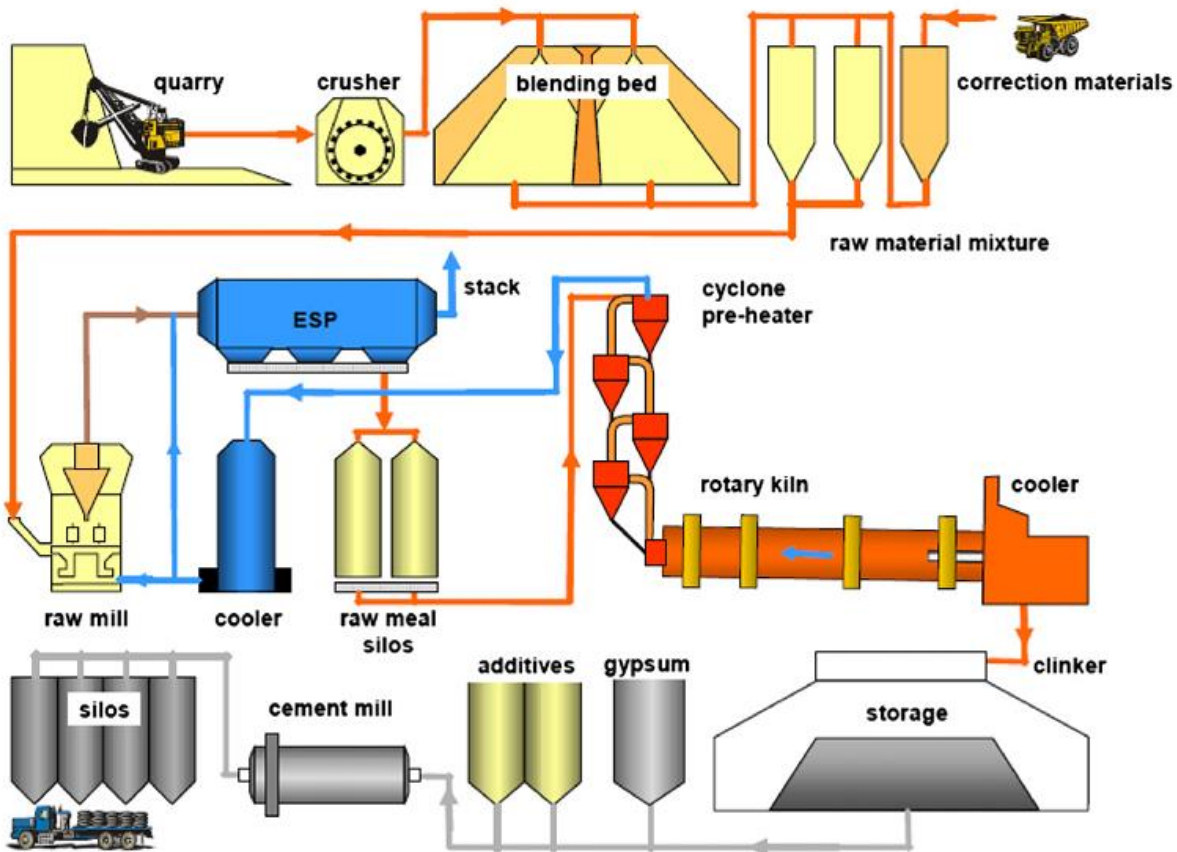 quarry
crusher
blending bed
correction materials
raw material mixture
stack
ESP
cyclone
pre-heater
rotary kiln
cooler
raw mill
cooler
raw meal
silos
clinker
additives
gypsum
silos
cement mill
storage